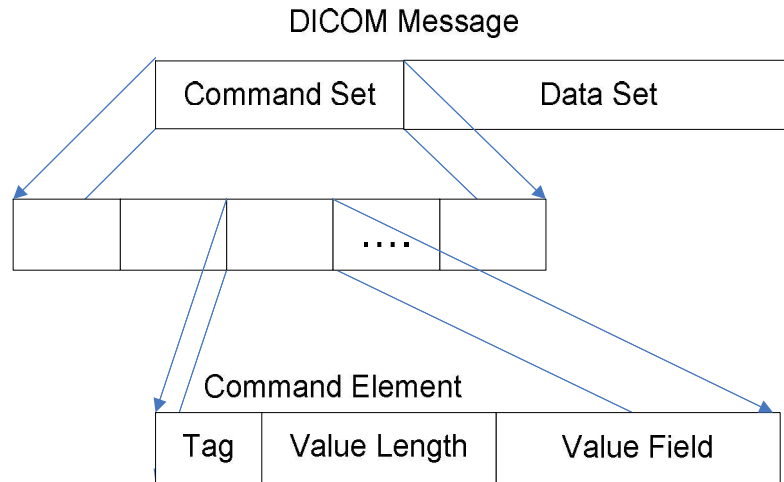 DICOM Message
Command Set
Data Set
....
Command Element
Tag
Value Length
Value Field